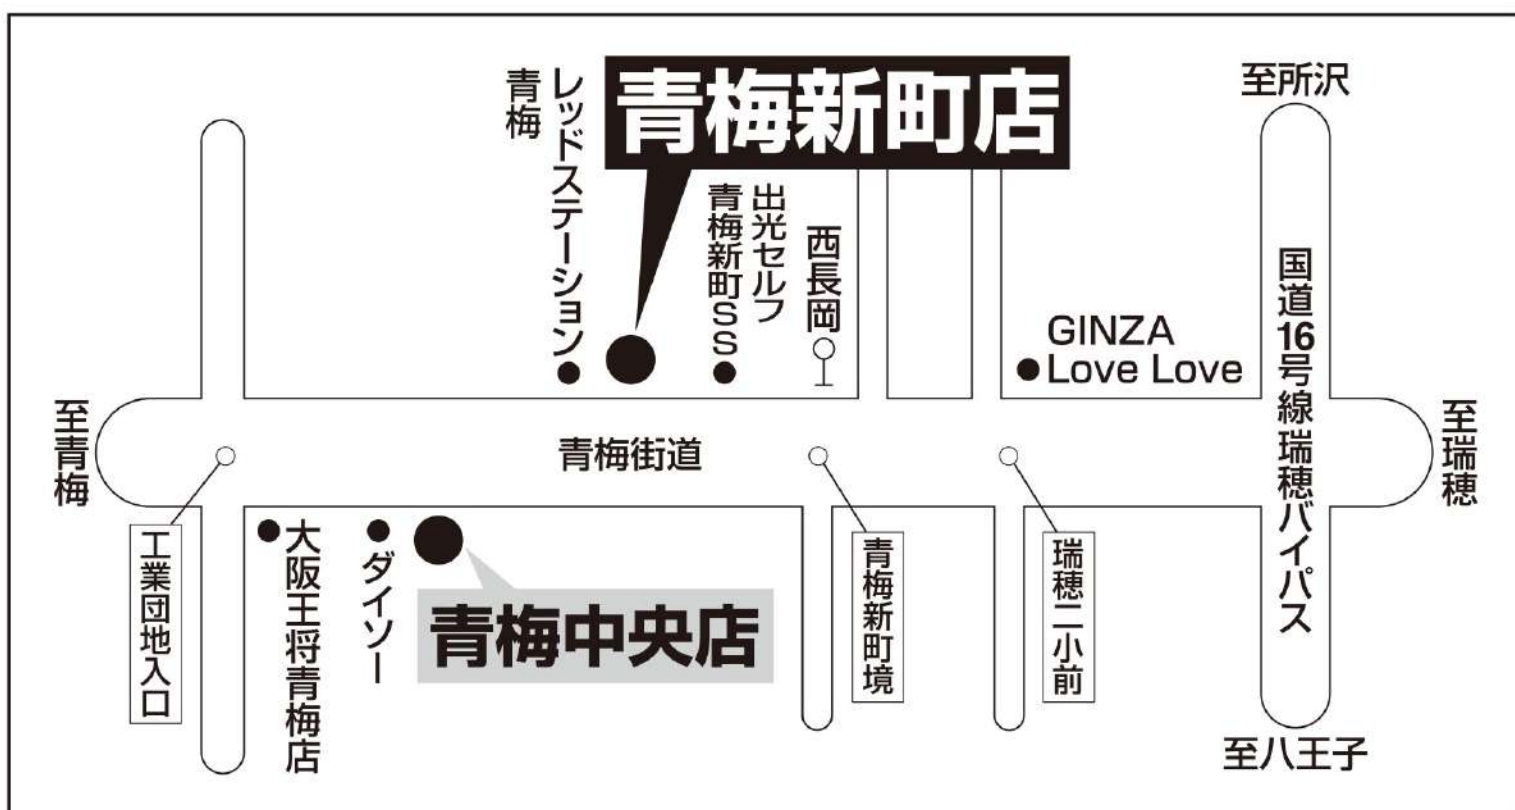 青梅新町店
レッドステーション
青梅
出光セルフ
青梅新町SS
西長岡
GINZA
Love Love
至所沢
国道16号線 瑞穂バイパス
至瑞穂
至青梅
青梅街道
工業団地入口
大阪王将青梅店
ダイソー
青梅中央店
青梅新町境
瑞穂二小前
至八王子